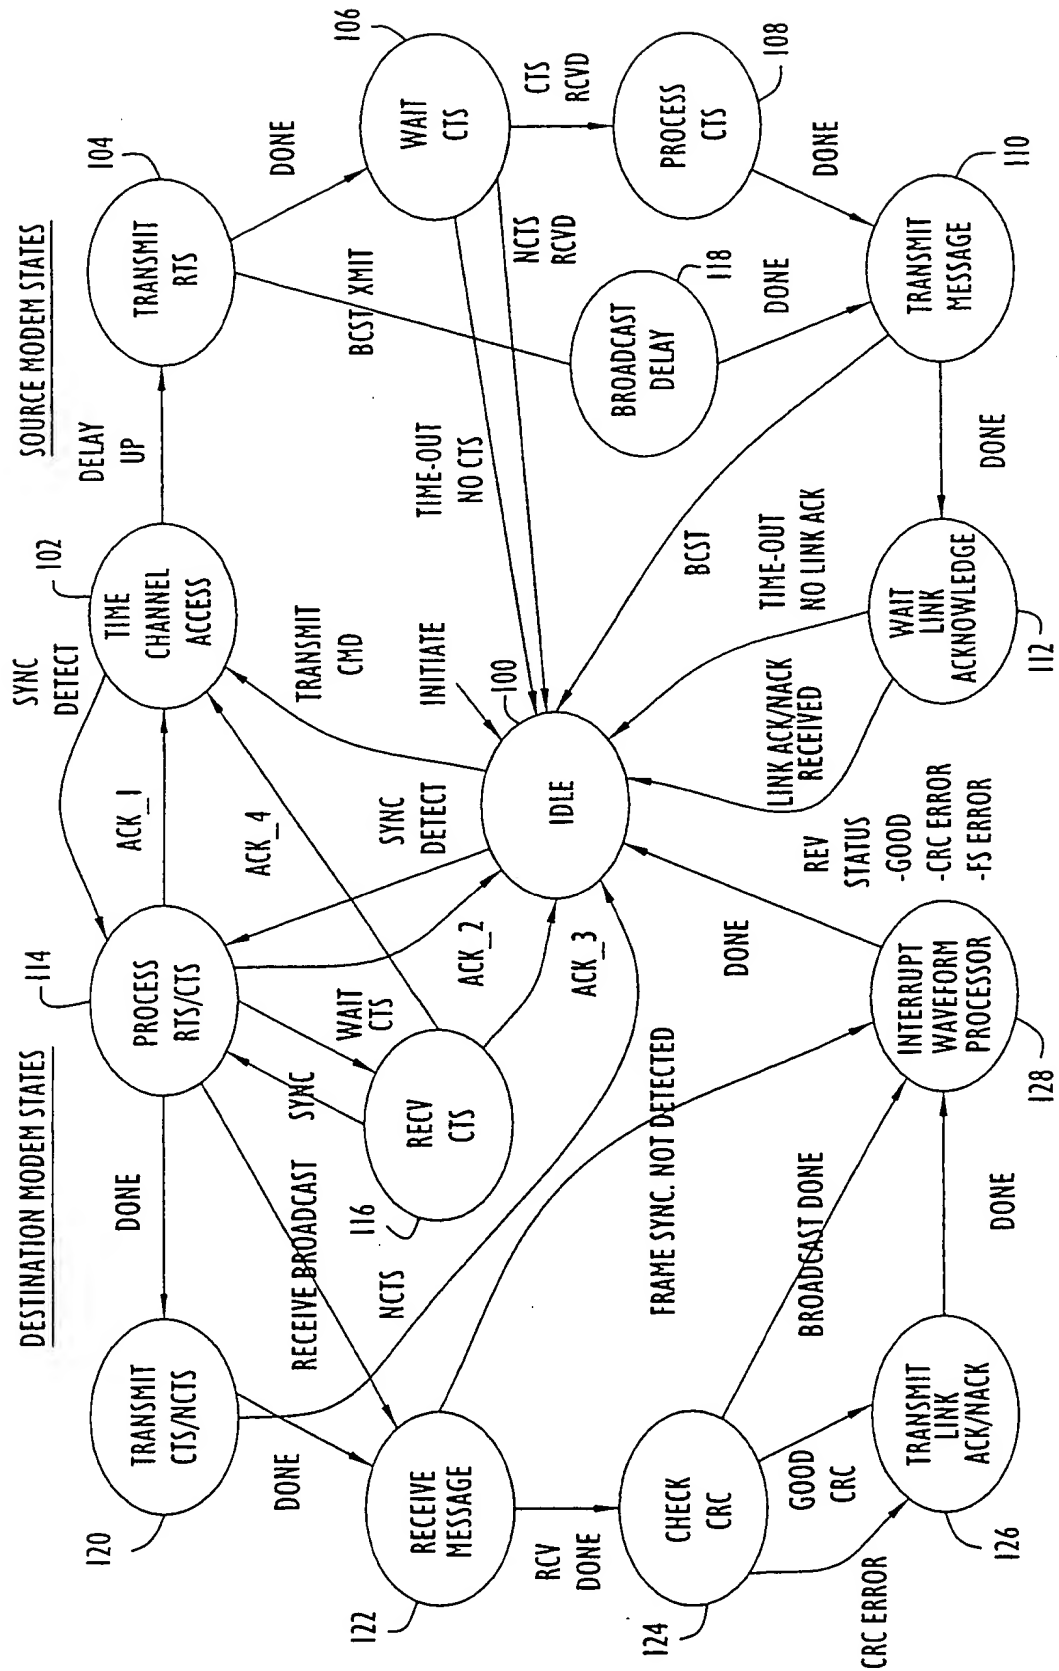 DESTINATION MODEM STATES
SOURCE MODEM STATES
120
TRANSMIT
CTS/NCTS
DONE
114
PROCESS
RTS/CTS
ACK_1
SYNC
DETECT
102
TIME
CHANNEL
ACCESS
DELAY
UP
104
TRANSMIT
RTS
DONE
106
WAIT
CTS
CTS
RCVD
108
PROCESS
CTS
DONE
110
TRANSMIT
MESSAGE
BCST XMIT
NCTS
RCVD
118
BROADCAST
DELAY
DONE
TIME-OUT
NO CTS
BCST
DONE
112
WAIT
LINK
ACKNOWLEDGE
TIME-OUT
NO LINK ACK
LINK ACK/NACK
RECEIVED
TRANSMIT
CMD
INITIATE
100
IDLE
SYNC
DETECT
ACK_4
ACK_2
ACK_3
WAIT
CTS
SYNC
RECV
CTS
116
NCTS
RECEIVE BROADCAST
DONE
122
RECEIVE
MESSAGE
FRAME SYNC. NOT DETECTED
RCV
DONE
124
CHECK
CRC
BROADCAST DONE
GOOD
CRC
CRC ERROR
126
TRANSMIT
LINK
ACK/NACK
DONE
128
INTERRUPT
WAVEFORM
PROCESSOR
DONE
REV
STATUS
-GOOD
-CRC ERROR
-FS ERROR